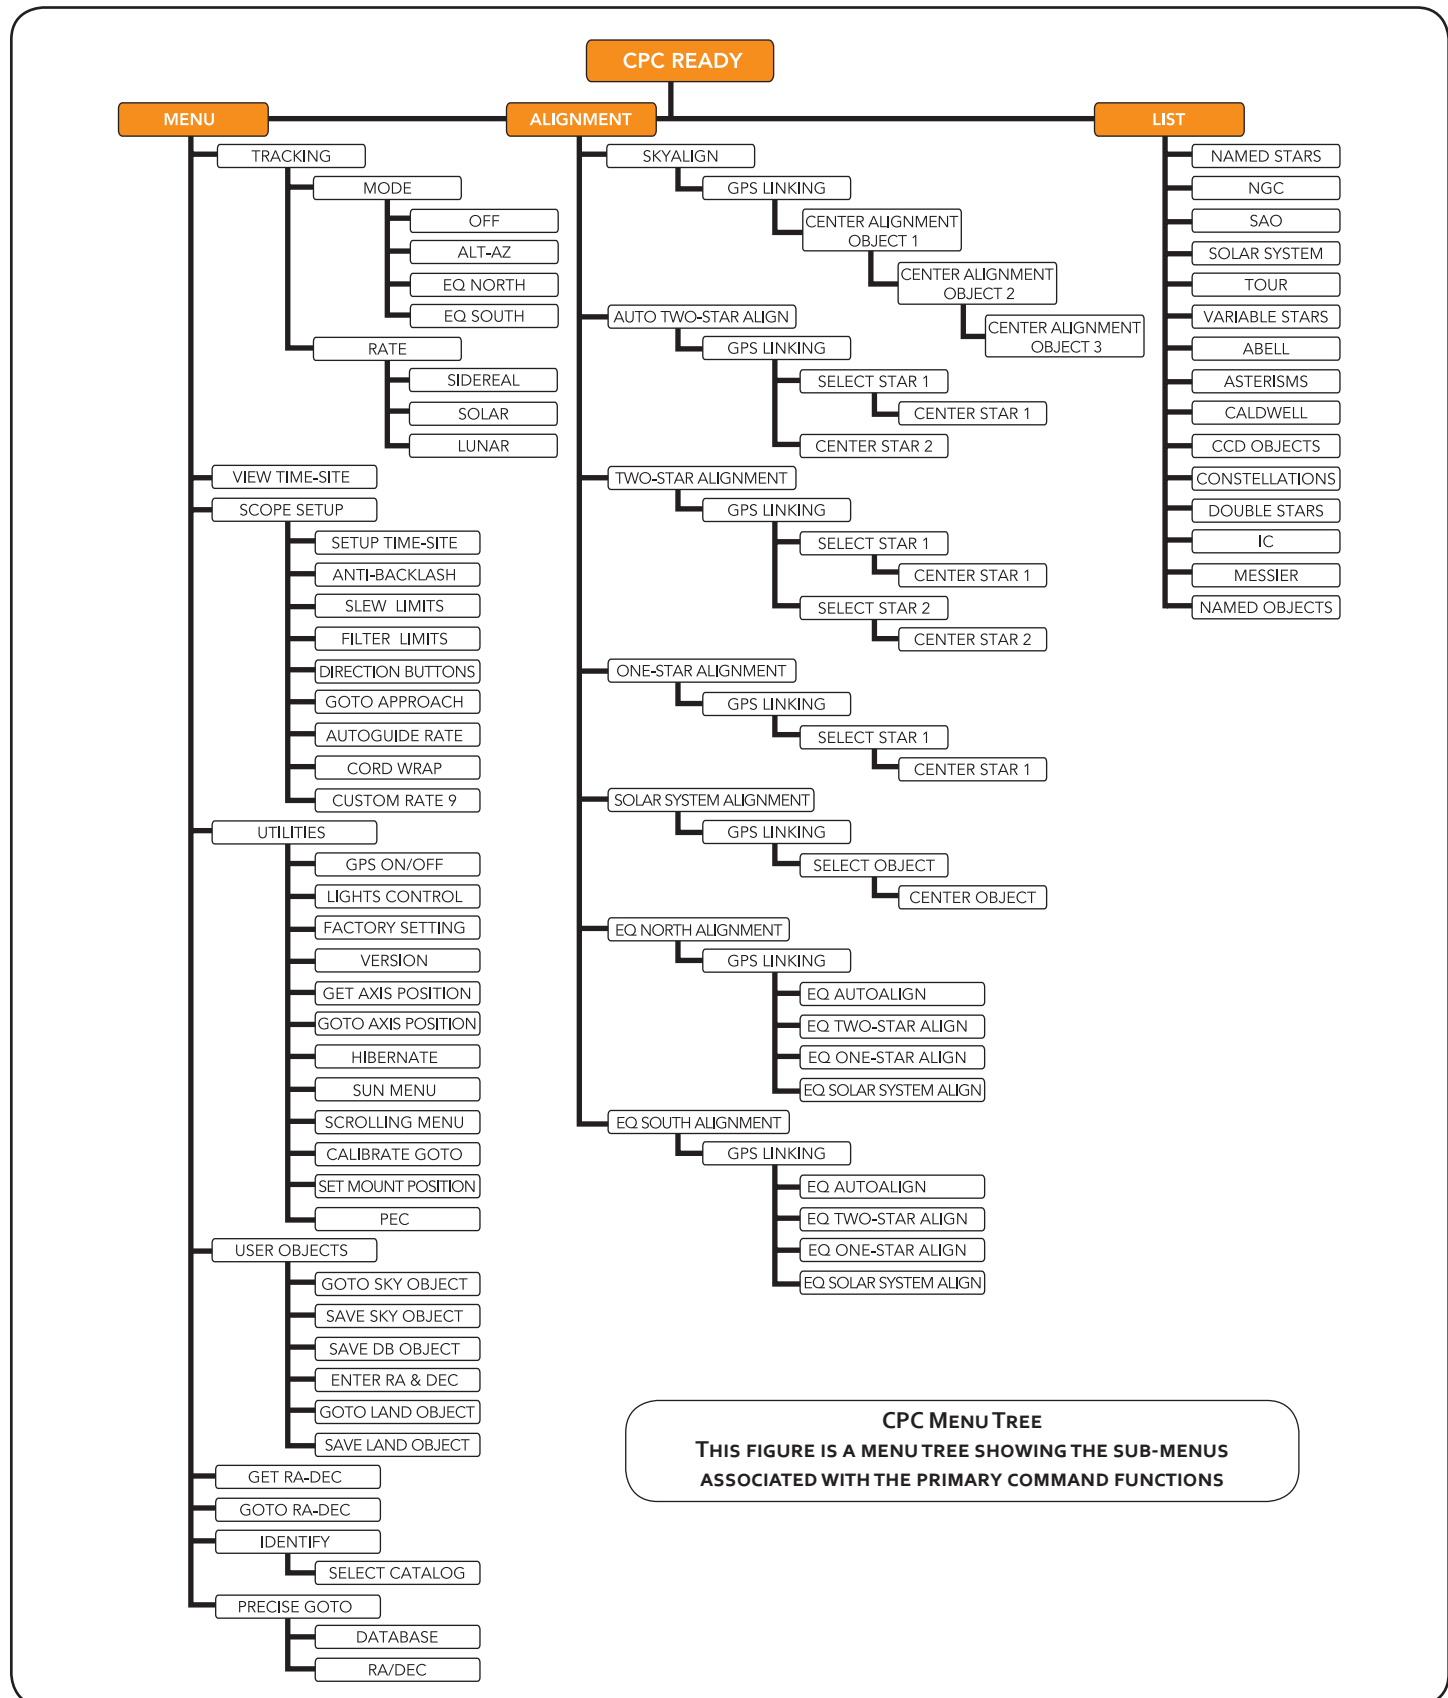 CPC READY
MENU
TRACKING
MODE
OFF
ALT-AZ
EQ NORTH
EQ SOUTH
RATE
SIDEREAL
SOLAR
LUNAR
VIEW TIME-SITE
SCOPE SETUP
SETUP TIME-SITE
ANTI-BACKLASH
SLEW LIMITS
FILTER LIMITS
DIRECTION BUTTONS
GOTO APPROACH
AUTOGUIDE RATE
CORD WRAP
CUSTOM RATE 9
UTILITIES
GPS ON/OFF
LIGHTS CONTROL
FACTORY SETTING
VERSION
GET AXIS POSITION
GOTO AXIS POSITION
HIBERNATE
SUN MENU
SCROLLING MENU
CALIBRATE GOTO
SET MOUNT POSITION
PEC
USER OBJECTS
GOTO SKY OBJECT
SAVE SKY OBJECT
SAVE DB OBJECT
ENTER RA & DEC
GOTO LAND OBJECT
SAVE LAND OBJECT
GET RA-DEC
GOTO RA-DEC
IDENTIFY
SELECT CATALOG
PRECISE GOTO
DATABASE
RA/DEC
ALIGNMENT
SKYALIGN
GPS LINKING
CENTER ALIGNMENT
OBJECT 1
CENTER ALIGNMENT
OBJECT 2
CENTER ALIGNMENT
OBJECT 3
AUTO TWO-STAR ALIGN
GPS LINKING
SELECT STAR 1
CENTER STAR 1
CENTER STAR 2
TWO-STAR ALIGNMENT
GPS LINKING
SELECT STAR 1
CENTER STAR 1
SELECT STAR 2
CENTER STAR 2
ONE-STAR ALIGNMENT
GPS LINKING
SELECT STAR 1
CENTER STAR 1
SOLAR SYSTEM ALIGNMENT
GPS LINKING
SELECT OBJECT
CENTER OBJECT
EQ NORTH ALIGNMENT
GPS LINKING
EQ AUTOALIGN
EQ TWO-STAR ALIGN
EQ ONE-STAR ALIGN
EQ SOLAR SYSTEM ALIGN
EQ SOUTH ALIGNMENT
GPS LINKING
EQ AUTOALIGN
EQ TWO-STAR ALIGN
EQ ONE-STAR ALIGN
EQ SOLAR SYSTEM ALIGN
LIST
NAMED STARS
NGC
SAO
SOLAR SYSTEM
TOUR
VARIABLE STARS
ABELL
ASTERISMS
CALDWELL
CCD OBJECTS
CONSTELLATIONS
DOUBLE STARS
IC
MESSIER
NAMED OBJECTS
CPC MENU TREE
THIS FIGURE IS A MENU TREE SHOWING THE SUB-MENUS
ASSOCIATED WITH THE PRIMARY COMMAND FUNCTIONS